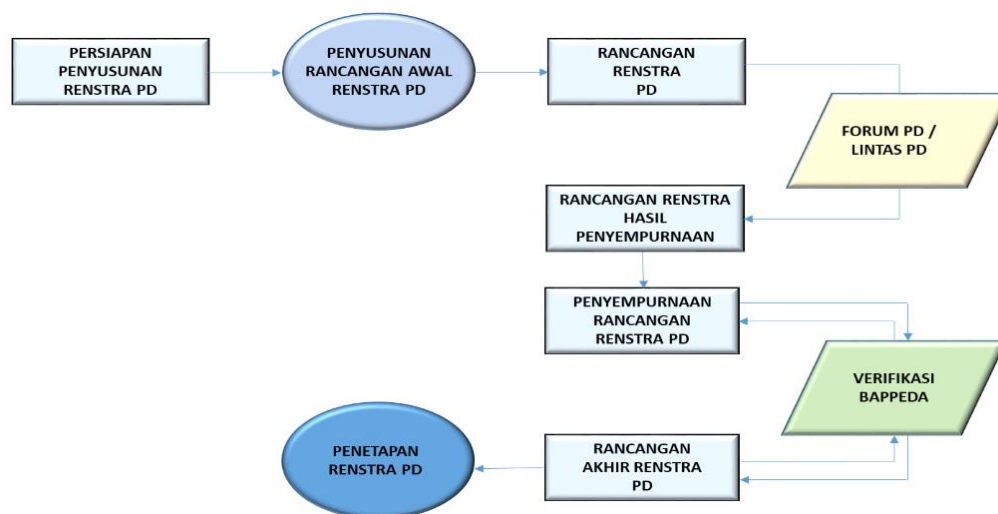 PERSIAPAN
PENYUSUNAN
RENSTRA PD
PENYUSUNAN
RANCANGAN AWAL
RENSTRA PD
RANCANGAN
RENSTRA
PD
FORUM PD /
LINTAS PD
RANCANGAN RENSTRA
HASIL
PENYEMPURNAAN
PENYEMPURNAAN
RANCANGAN
RENSTRA PD
VERIFIKASI
BAPPEDA
RANCANGAN
AKHIR RENSTRA
PD
PENETAPAN
RENSTRA PD